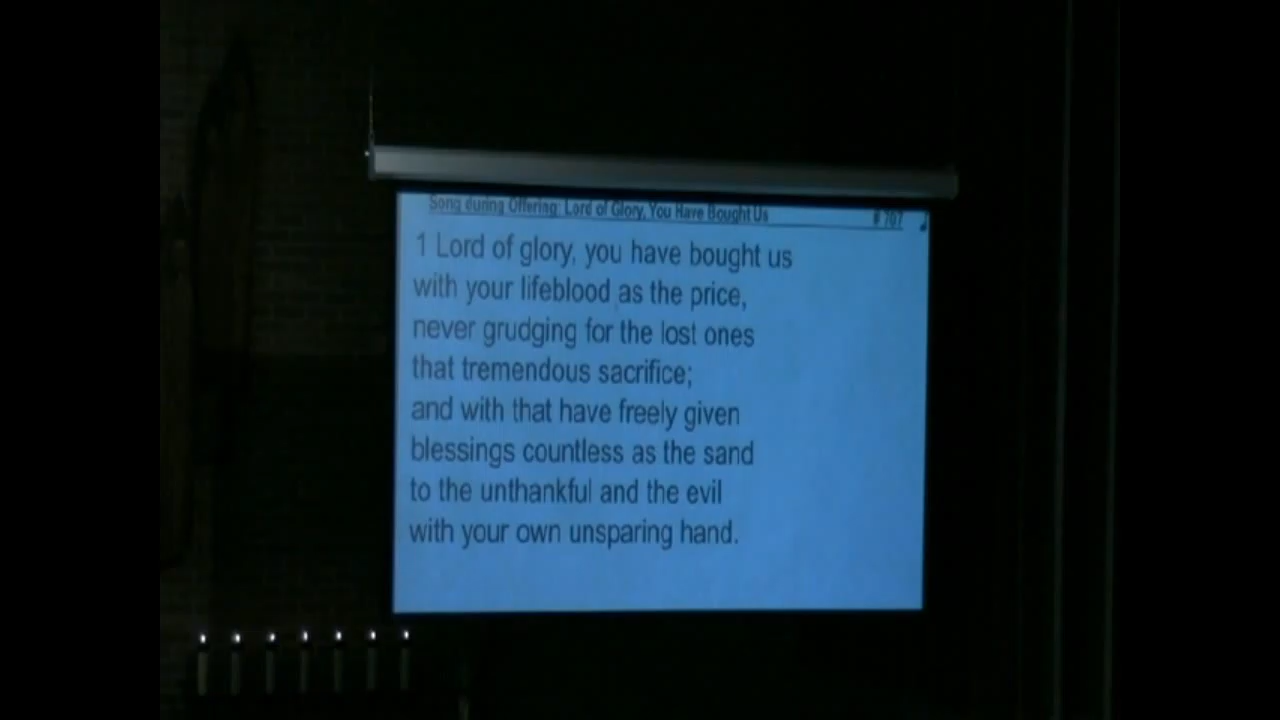 Song during Offering: Lord of Glory, You Have Bought Us # 707
1 Lord of glory, you have bought us
with your lifeblood as the price,
never grudging for the lost ones
that tremendous sacrifice;
and with that have freely given
blessings countless as the sand
to the unthankful and the evil
with your own unsparing hand.